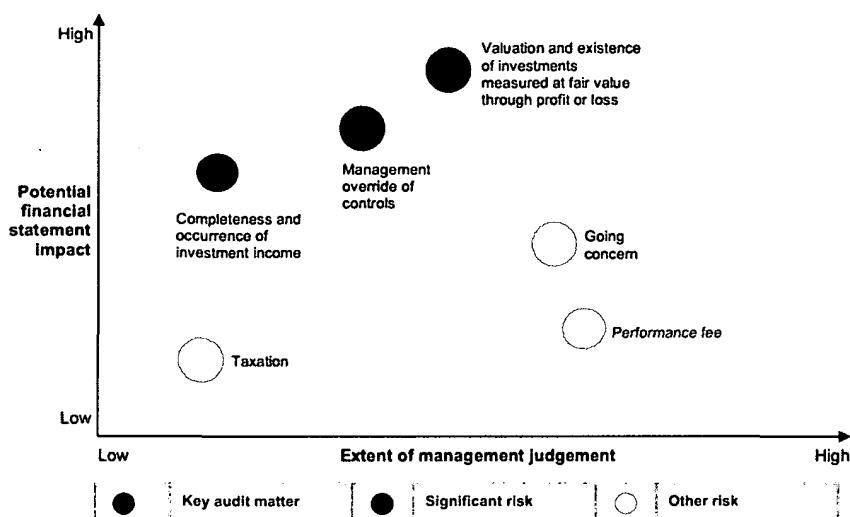 High
Valuation and existence
of investments
measured at fair value
through profit or loss
Management
override of
controls
Potential
financial
statement
impact
Completeness and
occurrence of
investment income
Going
concern
Performance fee
Taxation
Low
Low
Extent of management judgement
High
Key audit matter
Significant risk
Other risk